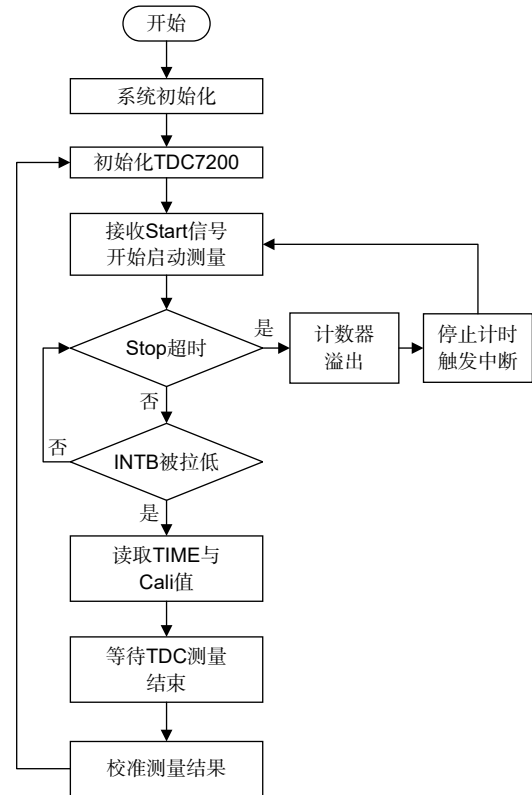 开始
系统初始化
初始化TDC7200
接收Start信号
开始启动测量
Stop超时
是
计数器
溢出
停止计时
触发中断
否
否
INTB被拉低
是
读取TIME与
Cali值
等待TDC测量
结束
校准测量结果